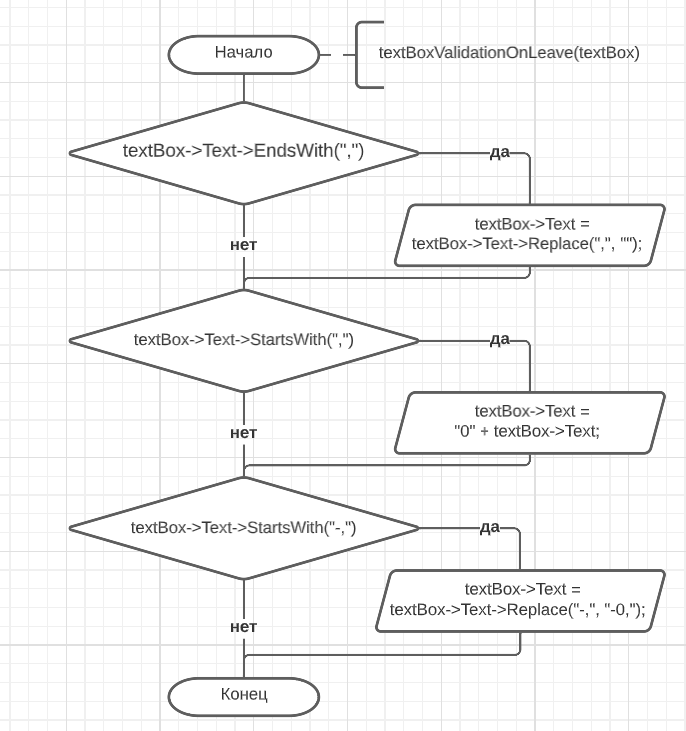 Начало
textBoxValidationOnLeave(textBox)
textBox->Text->EndsWith(",")
да
textBox->Text =
textBox->Text->Replace(",", "");
нет
textBox->Text->StartsWith(",")
да
textBox->Text =
"0" + textBox->Text;
нет
textBox->Text->StartsWith("-,")
да
textBox->Text =
textBox->Text->Replace("-,", "-0,");
нет
Конец